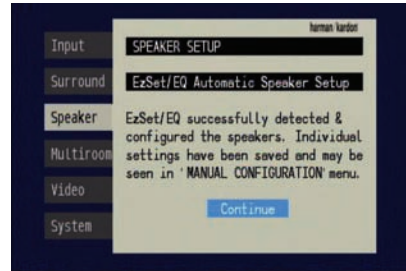 harman/kardon
Input
SPEAKER SETUP
Surround
EzSet/EQ Automatic Speaker Setup
Speaker
EzSet/EQ successfully detected &
configured the speakers. Individual
settings have been saved and may be
seen in 'MANUAL CONFIGURATION' menu.
Multiroom
Video
Continue
System